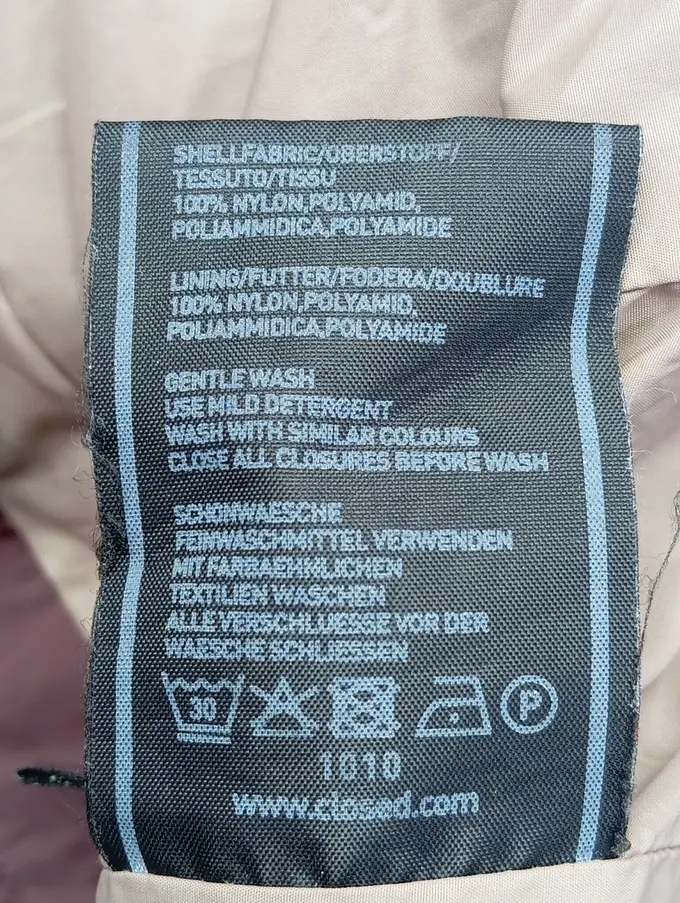 SHELLFABRIC/OBERSTOFF/
TESSUTO/TISSU
100% NYLON,POLYAMID,
POLIAMMIDICA,POLYAMIDE
LINING/FUTTER/FODERA/DOUBLURE
100% NYLON,POLYAMID,
POLIAMMIDICA,POLYAMIDE
GENTLE WASH
USE MILD DETERGENT
WASH WITH SIMILAR COLOURS
CLOSE ALL CLOSURES BEFORE WASH
SCHONWAESCHE
FEINWASCHMITTEL VERWENDEN
MIT FARBAEHNLICHEN
TEXTILIEN WASCHEN
ALLE VERSCHLUESSE VOR DER
WAESCHE SCHLIESSEN
30 P
1010
www.closed.com